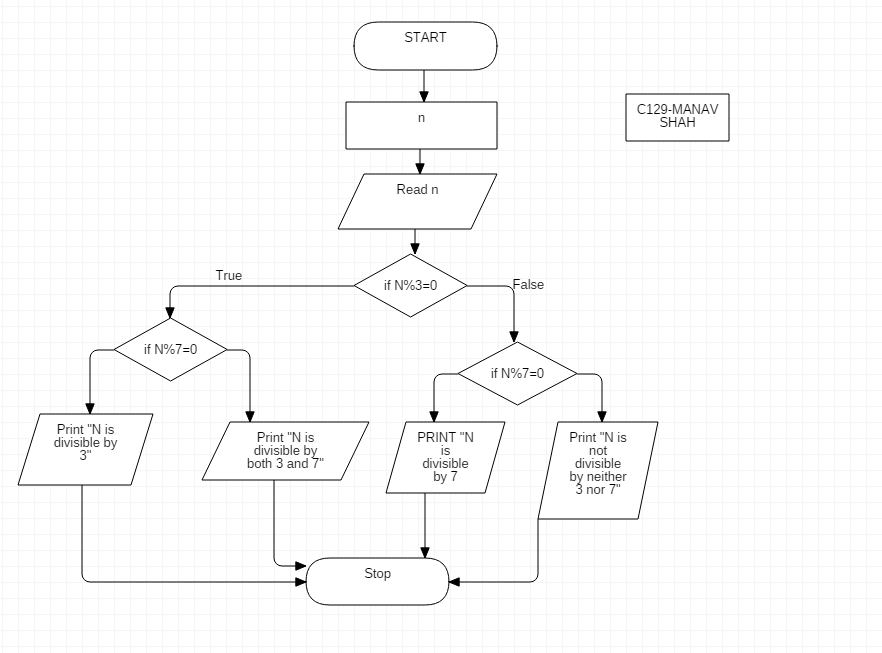 START
n
C129-MANAV
SHAH
Read n
True
if N%3=0
False
if N%7=0
if N%7=0
Print "N is
divisible by
3"
Print "N is
divisible by
both 3 and 7"
PRINT "N
is
divisible
by 7
Print "N is
not
divisible
by neither
3 nor 7"
Stop